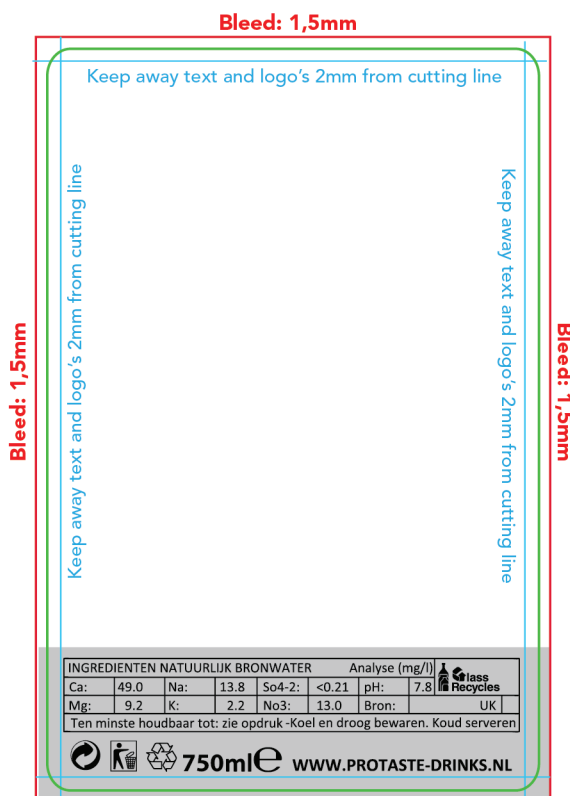 Bleed: 1,5mm
Keep away text and logo's 2mm from cutting line
Keep away text and logo's 2mm from cutting line
Keep away text and logo's 2mm from cutting line
Bleed: 1,5mm
Bleed: 1,5mm
INGREDIENTEN NATUURLIJK BRONWATER Analyse (mg/l)
Ca: 49.0 Na: 13.8 So4-2: <0.21 pH: 7.8
Glass
Recycles
Mg: 9.2 K: 2.2 No3: 13.0 Bron: UK
Ten minste houdbaar tot: zie opdruk -Koel en droog bewaren. Koud serveren
750ml℮ WWW.PROTASTE-DRINKS.NL